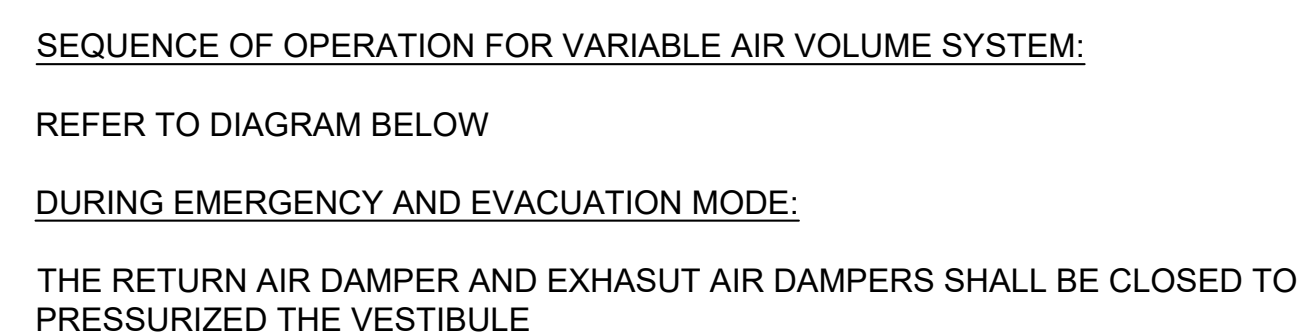 SEQUENCE OF OPERATION FOR VARIABLE AIR VOLUME SYSTEM:
REFER TO DIAGRAM BELOW
DURING EMERGENCY AND EVACUATION MODE:
THE RETURN AIR DAMPER AND EXHASUT AIR DAMPERS SHALL BE CLOSED TO
PRESSURIZED THE VESTIBULE